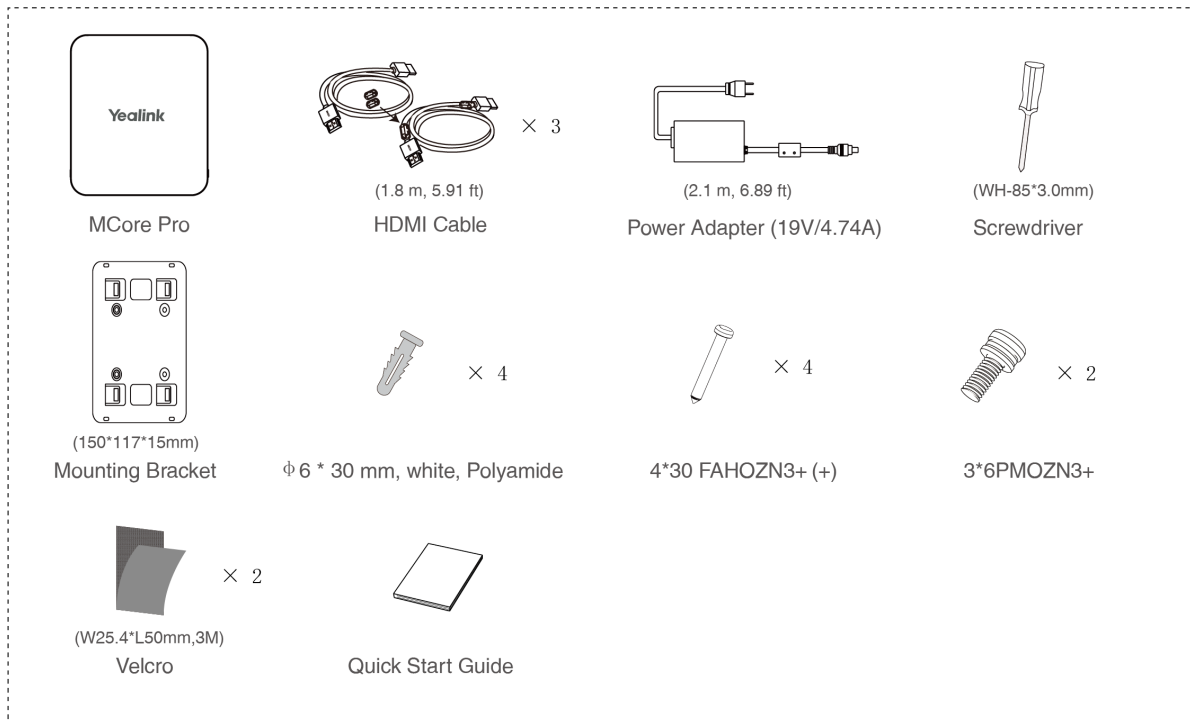 Yealink
× 3
(1.8 m, 5.91 ft)
(2.1 m, 6.89 ft)
(WH-85*3.0mm)
MCore Pro
HDMI Cable
Power Adapter (19V/4.74A)
Screwdriver
× 4
× 4
× 2
(150*117*15mm)
Mounting Bracket
ϕ6 * 30 mm, white, Polyamide
4*30 FAHOZN3+ (+)
3*6PMOZN3+
× 2
(W25.4*L50mm,3M)
Velcro
Quick Start Guide